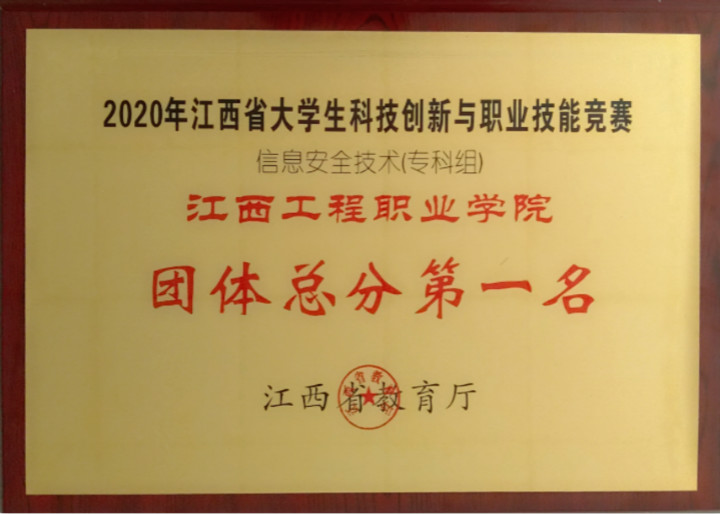 2020年江西省大学生科技创新与职业技能竞赛
信息安全技术(专科组)
江西工程职业学院
团体总分第一名
江西省教育厅